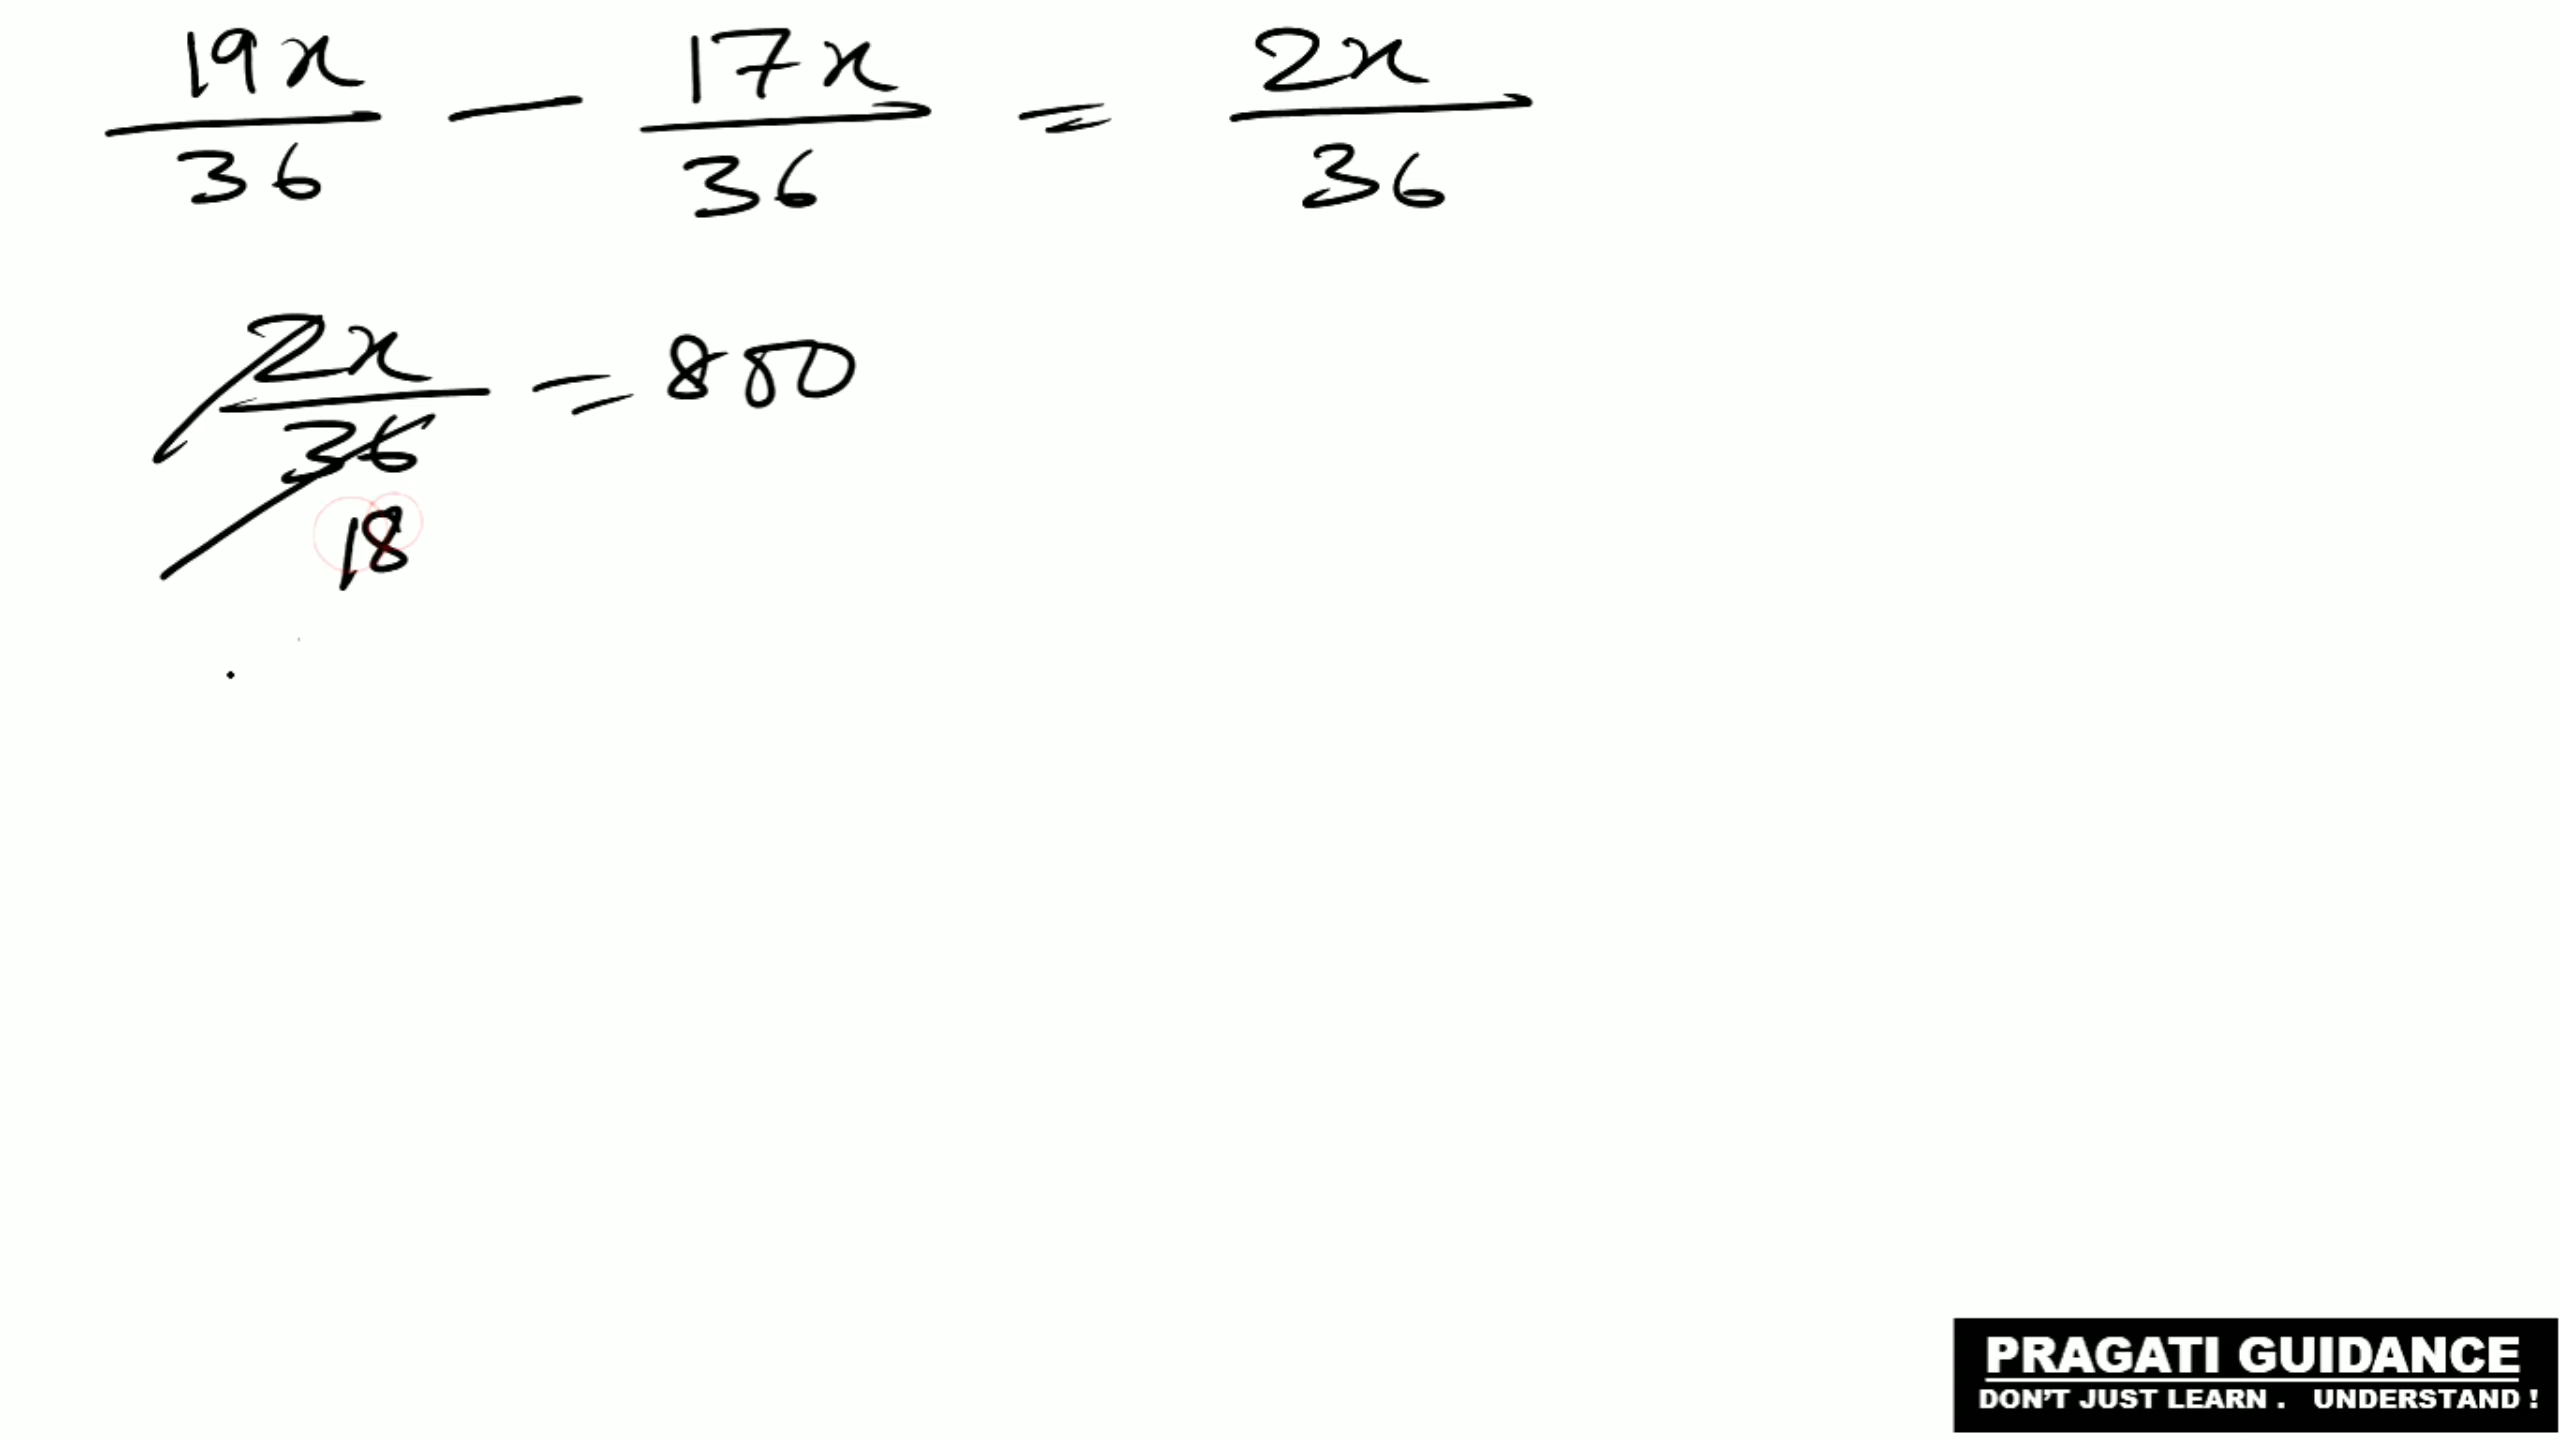 19x/36 — 17x/36 = 2x/36
2x/36 = 880
18
PRAGATI GUIDANCE
DON'T JUST LEARN . UNDERSTAND !